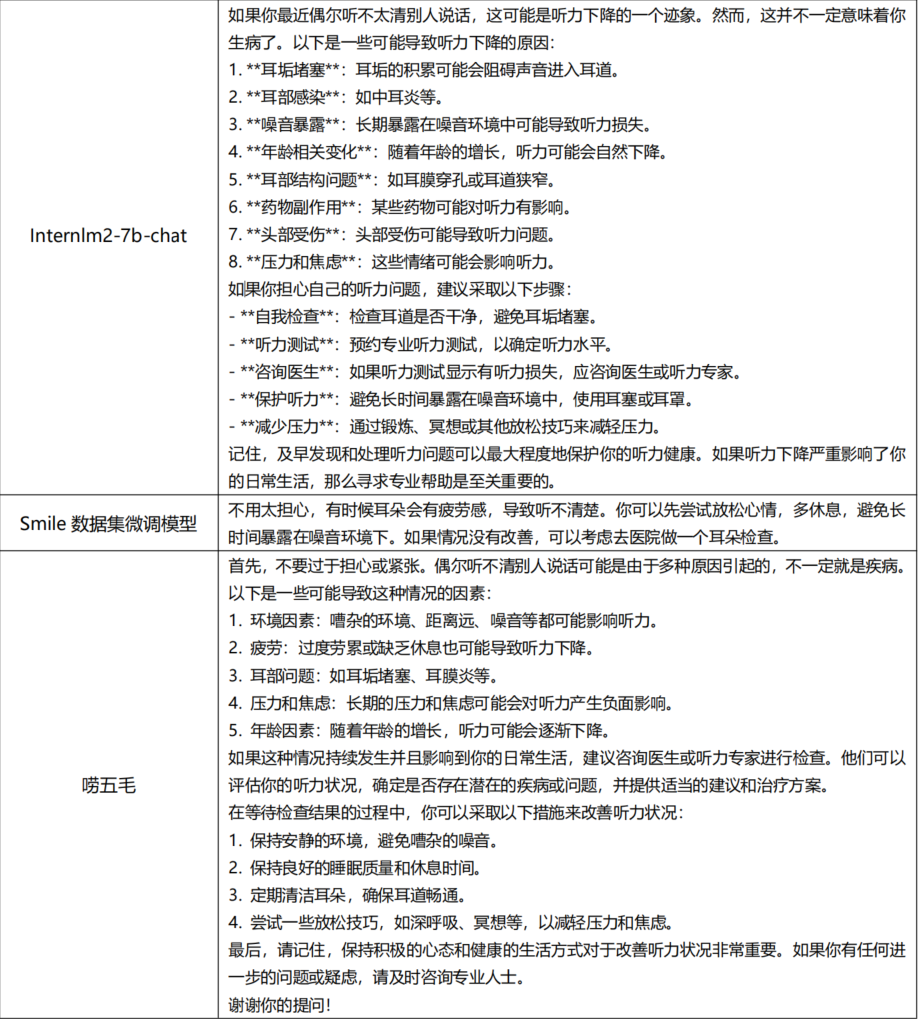 Internlm2-7b-chat
如果你最近偶尔听不太清别人说话，这可能是听力下降的一个迹象。然而，这并不一定意味着你
生病了。以下是一些可能导致听力下降的原因：
1. **耳垢堵塞**：耳垢的积累可能会阻碍声音进入耳道。
2. **耳部感染**：如中耳炎等。
3. **噪音暴露**：长期暴露在噪音环境中可能导致听力损失。
4. **年龄相关变化**：随着年龄的增长，听力可能会自然下降。
5. **耳部结构问题**：如耳膜穿孔或耳道狭窄。
6. **药物副作用**：某些药物可能对听力有影响。
7. **头部受伤**：头部受伤可能导致听力问题。
8. **压力和焦虑**：这些情绪可能会影响听力。
如果你担心自己的听力问题，建议采取以下步骤：
- **自我检查**：检查耳道是否干净，避免耳垢堵塞。
- **听力测试**：预约专业听力测试，以确定听力水平。
- **咨询医生**：如果听力测试显示有听力损失，应咨询医生或听力专家。
- **保护听力**：避免长时间暴露在噪音环境中，使用耳塞或耳罩。
- **减少压力**：通过锻炼、冥想或其他放松技巧来减轻压力。
记住，及早发现和处理听力问题可以最大程度地保护你的听力健康。如果听力下降严重影响了你
的日常生活，那么寻求专业帮助是至关重要的。
Smile 数据集微调模型
不用太担心，有时候耳朵会有疲劳感，导致听不清楚。你可以先尝试放松心情，多休息，避免长
时间暴露在噪音环境下。如果情况没有改善，可以考虑去医院做一个耳朵检查。
唠五毛
首先，不要过于担心或紧张。偶尔听不清别人说话可能是由于多种原因引起的，不一定就是疾病。
以下是一些可能导致这种情况的因素：
1. 环境因素：嘈杂的环境、距离远、噪音等都可能影响听力。
2. 疲劳：过度劳累或缺乏休息也可能导致听力下降。
3. 耳部问题：如耳垢堵塞、耳膜炎等。
4. 压力和焦虑：长期的压力和焦虑可能会对听力产生负面影响。
5. 年龄因素：随着年龄的增长，听力可能会逐渐下降。
如果这种情况持续发生并且影响到你的日常生活，建议咨询医生或听力专家进行检查。他们可以
评估你的听力状况，确定是否存在潜在的疾病或问题，并提供适当的建议和治疗方案。
在等待检查结果的过程中，你可以采取以下措施来改善听力状况：
1. 保持安静的环境，避免嘈杂的噪音。
2. 保持良好的睡眠质量和休息时间。
3. 定期清洁耳朵，确保耳道畅通。
4. 尝试一些放松技巧，如深呼吸、冥想等，以减轻压力和焦虑。
最后，请记住，保持积极的心态和健康的生活方式对于改善听力状况非常重要。如果你有任何进
一步的问题或疑虑，请及时咨询专业人士。
谢谢你的提问！